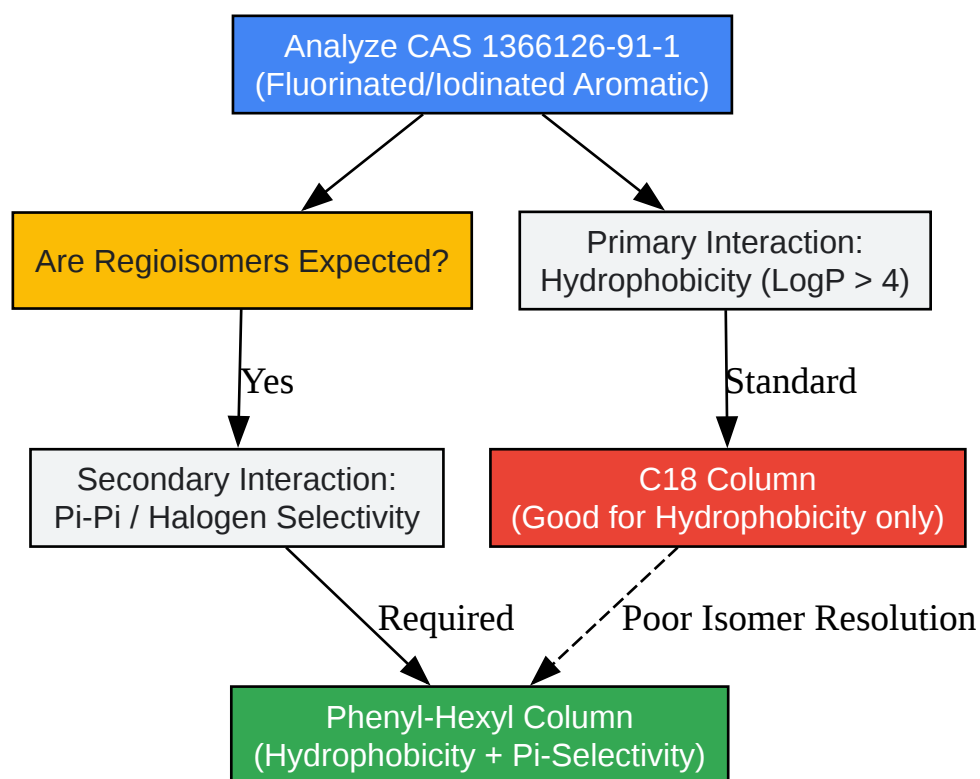 Analyze CAS 1366126-91-1
(Fluorinated/Iodinated Aromatic)
Are Regioisomers Expected?
Primary Interaction:
Hydrophobicity (LogP > 4)
Yes
Standard
Secondary Interaction:
Pi-Pi / Halogen Selectivity
C18 Column
(Good for Hydrophobicity only)
Required
Poor Isomer Resolution
Phenyl-Hexyl Column
(Hydrophobicity + Pi-Selectivity)